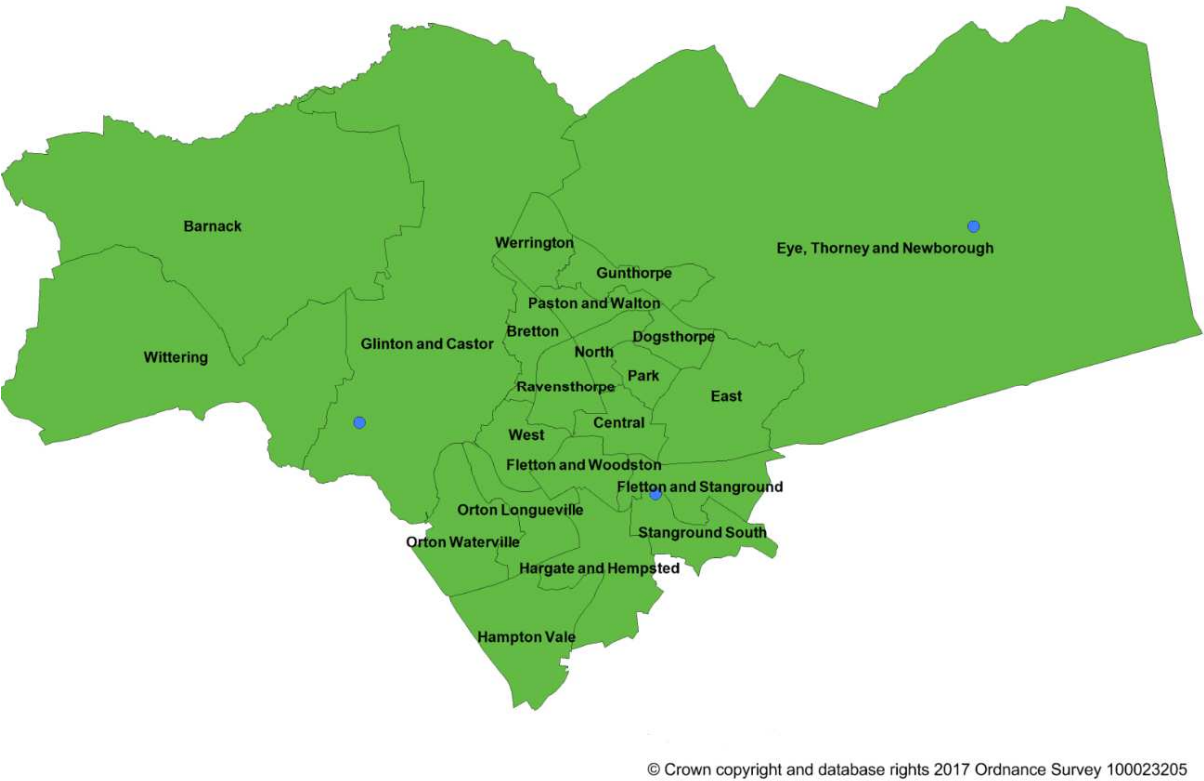 Barnack
Werrington
Eye, Thorney and Newborough
Gunthorpe
Paston and Walton
Bretton
Dogsthorpe
Glinton and Castor
North
Wittering
Park
Ravensthorpe
East
Central
West
Fletton and Woodston
Fletton and Stanground
Orton Longueville
Stanground South
Orton Waterville
Hargate and Hempsted
Hampton Vale
© Crown copyright and database rights 2017 Ordnance Survey 100023205